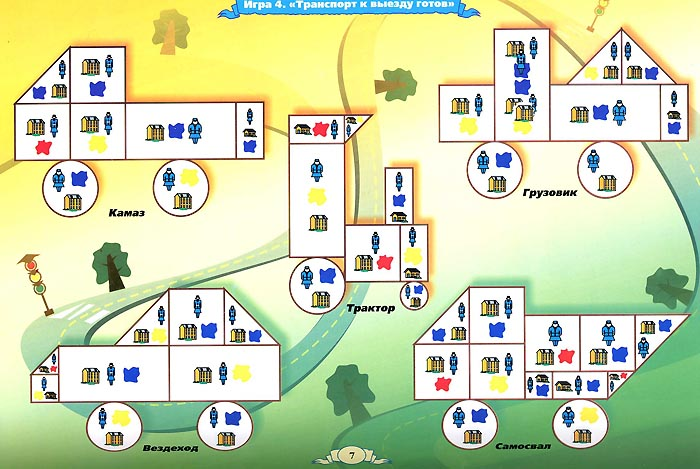 Игра 4. «Транспорт к выезду готов»
Камаз
Грузовик
Трактор
Вездеход
Самосвал
7